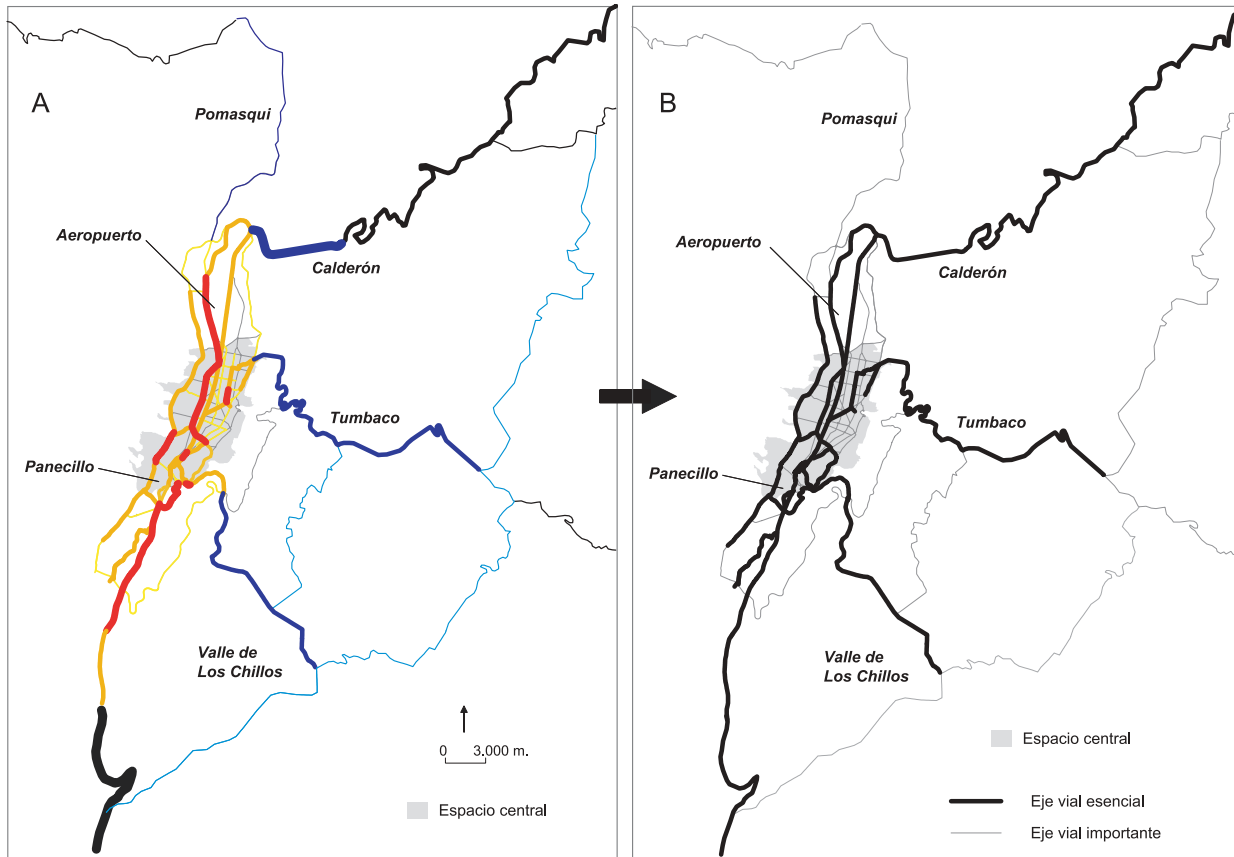 A
Pomasqui
Aeropuerto
Calderón
Tumbaco
Panecillo
Valle de
Los Chillos
0 3.000 m.
Espacio central
B
Pomasqui
Aeropuerto
Calderón
Tumbaco
Panecillo
Valle de
Los Chillos
Espacio central
Eje vial esencial
Eje vial importante